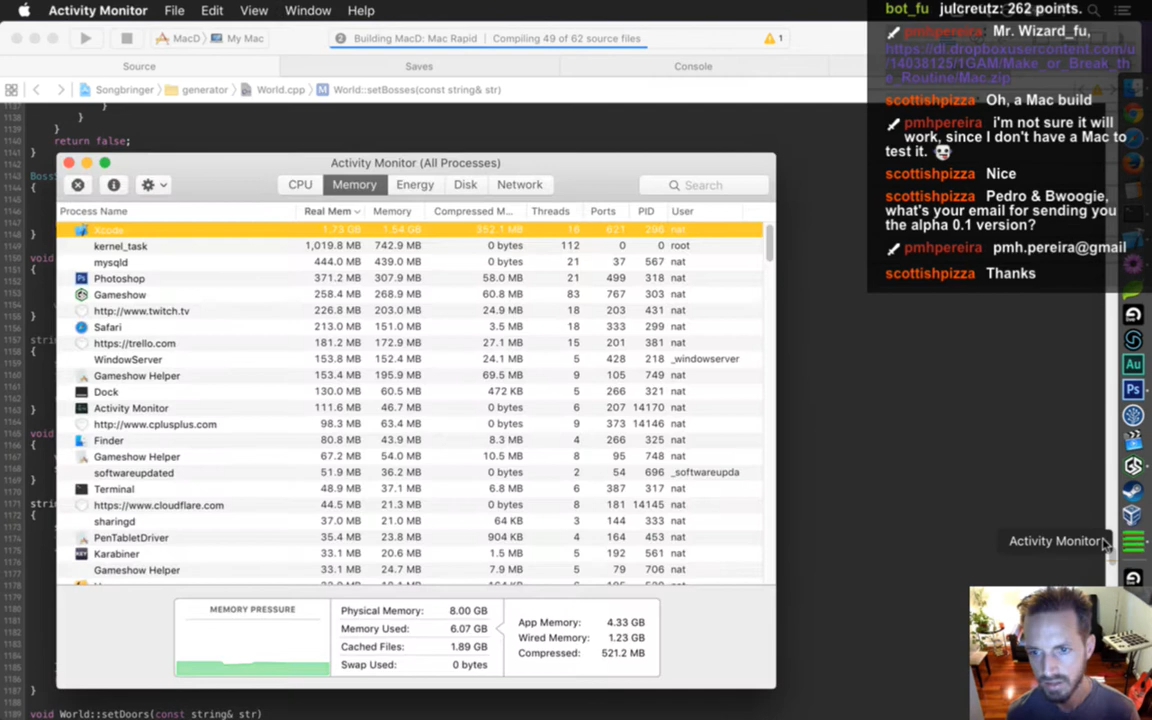 Activity Monitor File Edit View Window Help
MacD My Mac
2 Building MacD: Mac Rapid Compiling 49 of 62 source files
1
Source Saves Console
Songbringer generator World.cpp World::setBosses(const string& str)
}
}
return false;
}
Activity Monitor (All Processes)
CPU Memory Energy Disk Network
Search
Process Name Real Mem Memory Compressed M... Threads Ports PID User
Xcode 1.73 GB 1.54 GB 352.1 MB 16 821 296 nat
kernel_task 1,019.8 MB 742.9 MB 0 bytes 112 0 0 root
mysqld 444.0 MB 439.0 MB 0 bytes 21 37 567 nat
Photoshop 371.2 MB 307.9 MB 58.0 MB 21 499 318 nat
Gameshow 258.4 MB 268.9 MB 60.8 MB 83 767 303 nat
http://www.twitch.tv 226.8 MB 203.0 MB 24.9 MB 18 203 431 nat
Safari 213.0 MB 151.0 MB 3.5 MB 18 333 299 nat
https://trello.com 181.2 MB 172.9 MB 27.1 MB 15 201 381 nat
WindowServer 153.8 MB 152.4 MB 24.1 MB 5 428 218 _windowserver
Gameshow Helper 153.4 MB 195.9 MB 69.5 MB 9 105 749 nat
Dock 130.0 MB 60.5 MB 472 KB 5 266 321 nat
Activity Monitor 111.6 MB 46.7 MB 0 bytes 6 207 14170 nat
http://www.cplusplus.com 98.3 MB 63.4 MB 0 bytes 9 373 14146 nat
Finder 80.8 MB 43.9 MB 8.3 MB 4 266 325 nat
Gameshow Helper 67.2 MB 54.0 MB 10.5 MB 8 95 748 nat
softwareupdated 51.9 MB 36.2 MB 0 bytes 2 54 696 _softwareupda
Terminal 48.9 MB 37.1 MB 6.8 MB 6 387 317 nat
https://www.cloudflare.com 44.5 MB 21.3 MB 0 bytes 8 181 14145 nat
sharingd 37.0 MB 21.0 MB 64 KB 3 144 333 nat
PenTabletDriver 35.4 MB 23.8 MB 904 KB 4 164 453 nat
Karabiner 33.1 MB 20.6 MB 1.5 MB 5 192 561 nat
Gameshow Helper 33.1 MB 24.7 MB 7.9 MB 5 79 706 nat
MEMORY PRESSURE
Physical Memory: 8.00 GB
Memory Used: 6.07 GB
Cached Files: 1.89 GB
Swap Used: 0 bytes
App Memory: 4.33 GB
Wired Memory: 1.23 GB
Compressed: 521.2 MB
void World::setDoors(const string& str)
bot_fu julcreutz: 262 points.
pmhpereira Mr. Wizard_fu,
https://dl.dropboxusercontent.com/u
/14038125/1GAM/Make_or_Break_th
e_Routine/Mac.zip
scottishpizza Oh, a Mac build
pmhpereira i'm not sure it will
work, since I don't have a Mac to
test it.
scottishpizza Nice
scottishpizza Pedro & Bwoogie,
what's your email for sending you
the alpha 0.1 version?
pmhpereira pmh.pereira@gmail
scottishpizza Thanks
Activity Monitor
Au
Ps